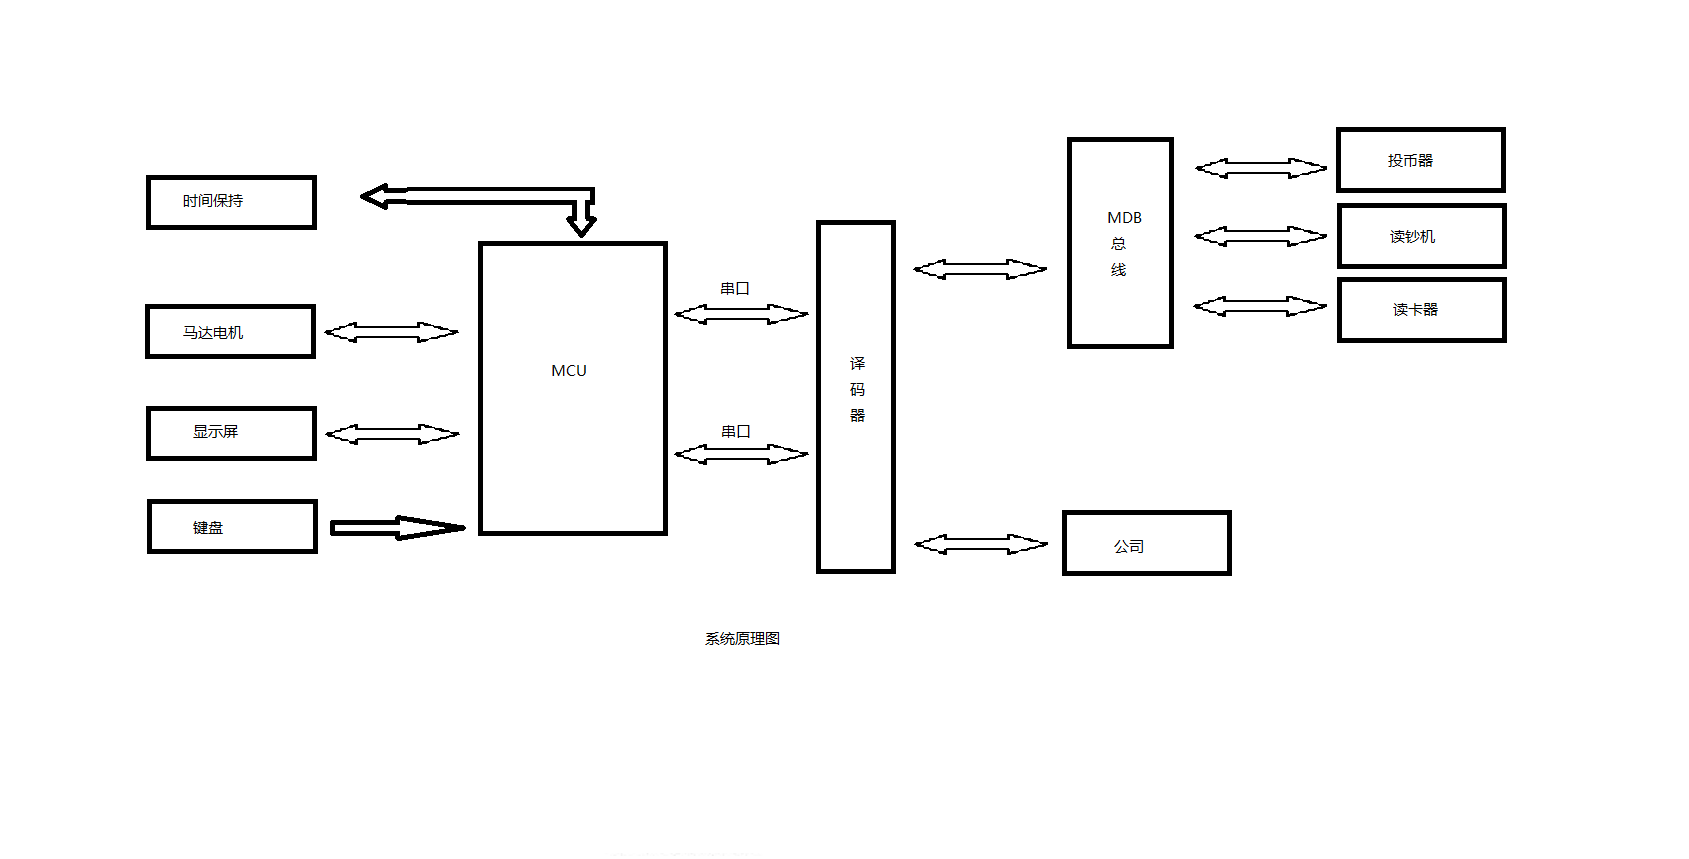 时间保持
马达电机
显示屏
键盘
MCU
串口
串口
译
码
器
MDB
总
线
投币器
读钞机
读卡器
公司
系统原理图